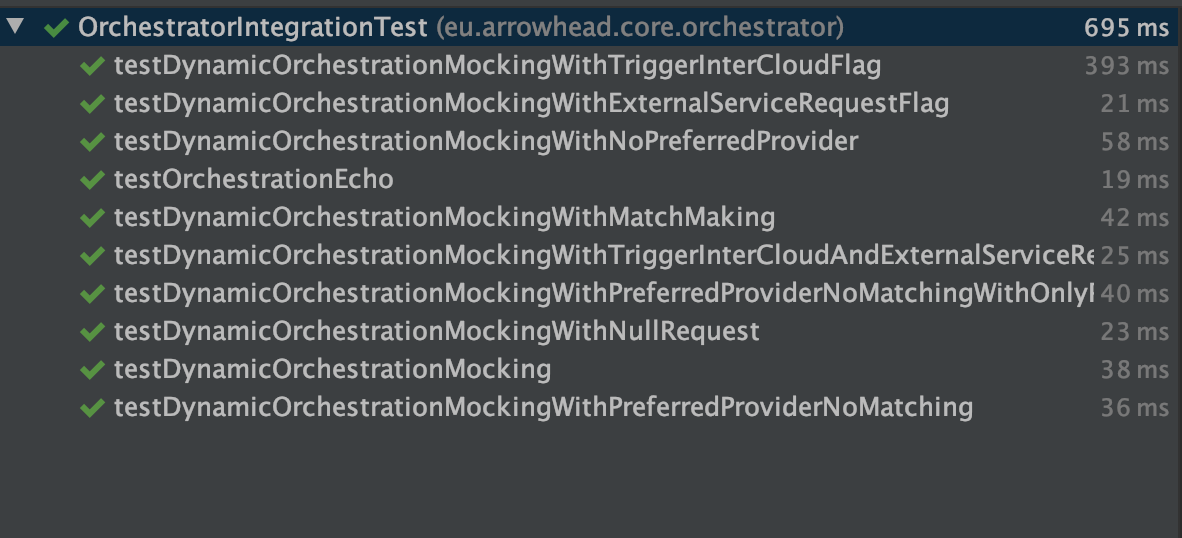 OrchestratorIntegrationTest (eu.arrowhead.core.orchestrator) 695 ms
testDynamicOrchestrationMockingWithTriggerInterCloudFlag 393 ms
testDynamicOrchestrationMockingWithExternalServiceRequestFlag 21 ms
testDynamicOrchestrationMockingWithNoPreferredProvider 58 ms
testOrchestrationEcho 19 ms
testDynamicOrchestrationMockingWithMatchMaking 42 ms
testDynamicOrchestrationMockingWithTriggerInterCloudAndExternalServiceRe 25 ms
testDynamicOrchestrationMockingWithPreferredProviderNoMatchingWithOnly 40 ms
testDynamicOrchestrationMockingWithNullRequest 23 ms
testDynamicOrchestrationMocking 38 ms
testDynamicOrchestrationMockingWithPreferredProviderNoMatching 36 ms